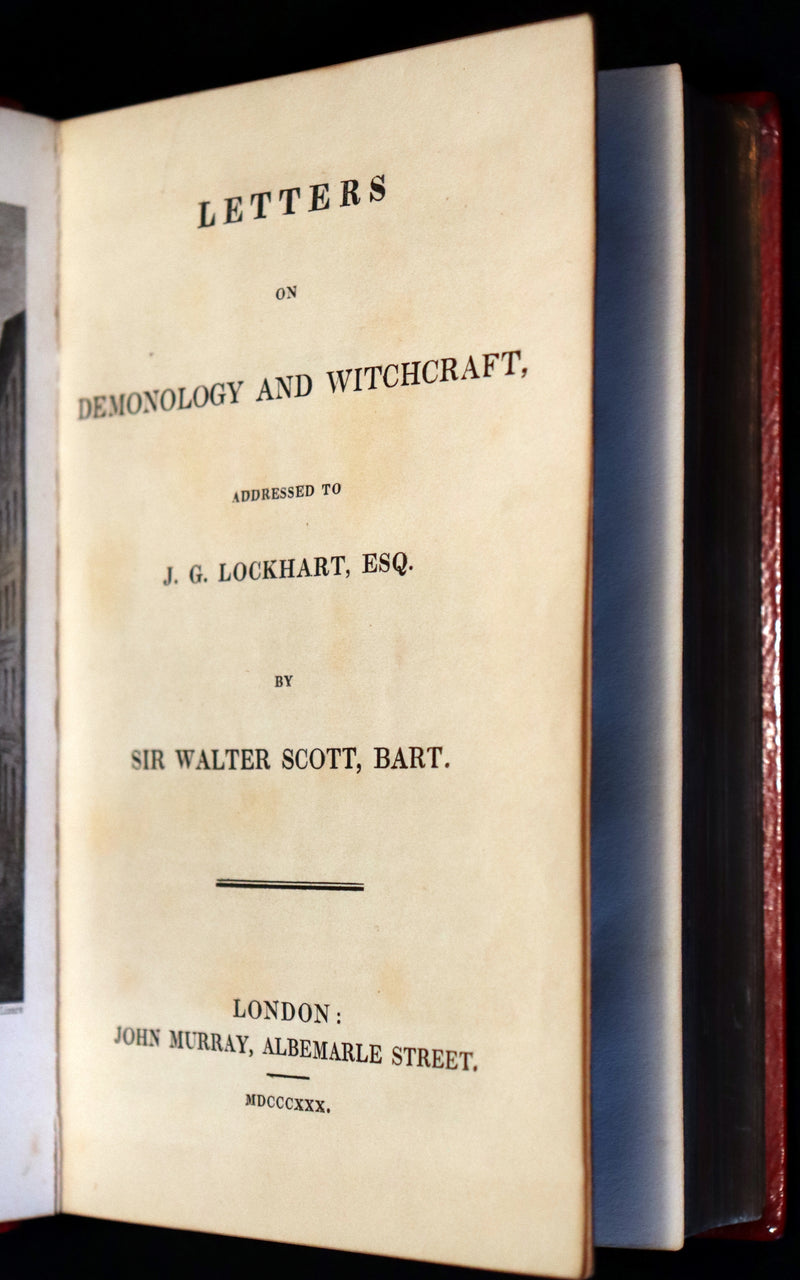 LETTERS
ON
DEMONOLOGY AND WITCHCRAFT,
ADDRESSED TO
J. G. LOCKHART, ESQ.
BY
SIR WALTER SCOTT, BART.
LONDON:
JOHN MURRAY, ALBEMARLE STREET.
MDCCCXXX.